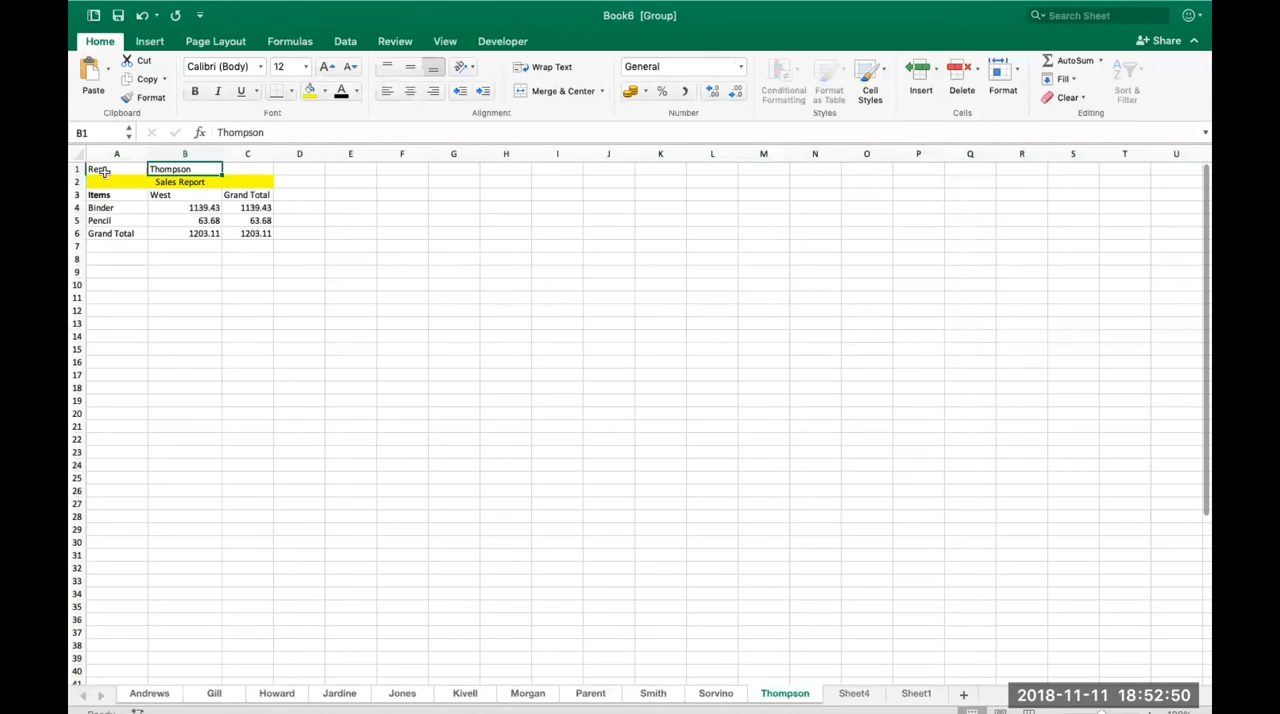 Book6 [Group]
Search Sheet
Home Insert Page Layout Formulas Data Review View Developer
Share
Paste
Cut
Copy
Format
Clipboard
Calibri (Body) 12
B I U
Font
Wrap Text
Merge & Center
Alignment
General
Number
Conditional Formatting
Format as Table
Cell Styles
Styles
Insert
Delete
Format
Cells
AutoSum
Fill
Clear
Sort & Filter
Editing
B1 fx Thompson
A B C D E F G H I J K L M N O P Q R S T U
1 Thompson
2 Sales Report
3 Items West Grand Total
4 Binder 1139.43 1139.43
5 Pencil 63.68 63.68
6 Grand Total 1203.11 1203.11
7
8
9
10
11
12
13
14
15
16
17
18
19
20
21
22
23
24
25
26
27
28
29
30
31
32
33
34
35
36
37
38
39
40
Andrews Gill Howard Jardine Jones Kivell Morgan Parent Smith Sorvino Thompson Sheet4 Sheet1
2018-11-11 18:52:50